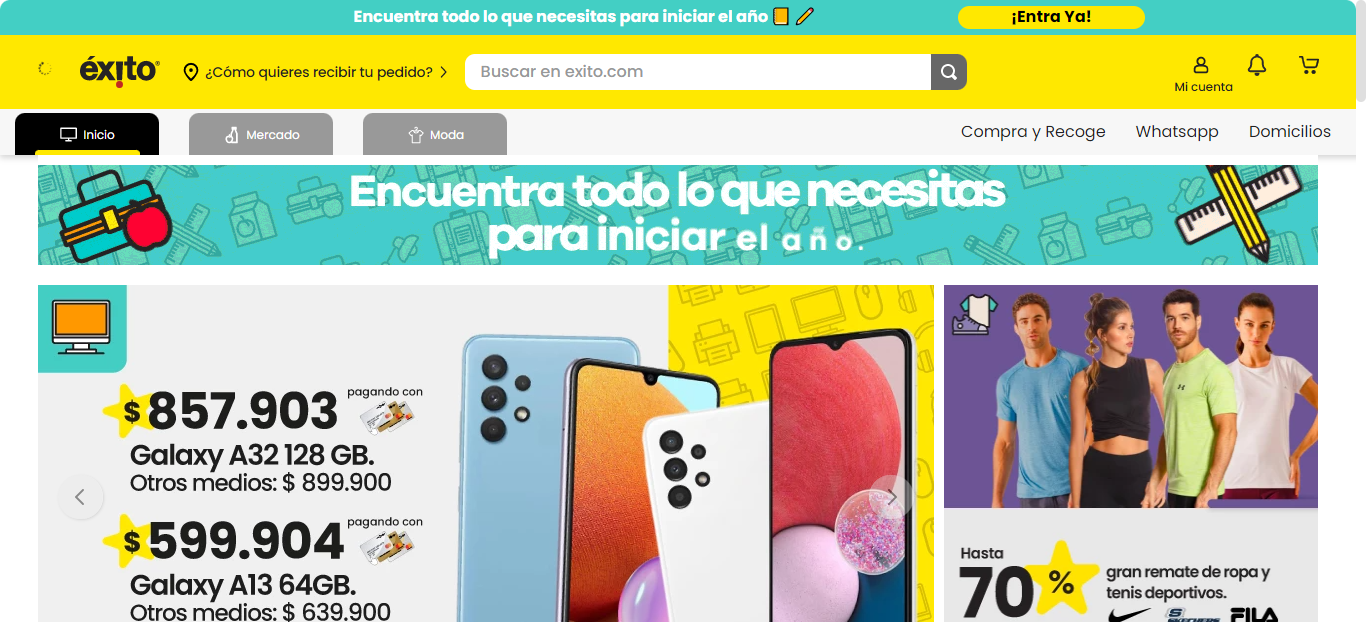 Encuentra todo lo que necesitas para iniciar el año
¡Entra Ya!
éxito
¿Cómo quieres recibir tu pedido?
Buscar en exito.com
Mi cuenta
Inicio
Mercado
Moda
Compra y Recoge
Whatsapp
Domicilios
Encuentra todo lo que necesitas
para iniciar el año.
$857.903
pagando con
Galaxy A32 128 GB.
Otros medios: $ 899.900
$599.904
pagando con
Galaxy A13 64GB.
Otros medios: $ 639.900
Hasta
70%
gran remate de ropa y
tenis deportivos.
SKECHERS
FILA